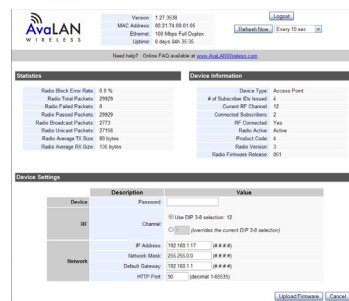 AvaLAN
WIRELESS
Version: 1.27.3538
MAC Address: 00:21:74:00:01:05
Ethernet: 100 Mbps Full Duplex
Uptime: 0 days 04h 35:35
Logout
Refresh Now
Every 10 sec
Need help? Online FAQ available at www.AvaLANWireless.com
Statistics
Radio Block Error Rate: 0.0 %
Radio Total Packets: 29929
Radio Failed Packets: 0
Radio Passed Packets: 29929
Radio Broadcast Packets: 2773
Radio Unicast Packets: 27156
Radio Average TX Size: 80 bytes
Radio Average RX Size: 135 bytes
Device Information
Device Type: Access Point
# of Subscriber IDs Issued: 4
Current RF Channel: 12
Connected Subscribers: 2
RF Connected: Yes
Radio Active: Active
Product Code: 4
Radio Version: 3
Radio Firmware Release: 051
Device Settings
Description Value
Device Password:
RF Channel:
Use DIP 3-8 selection: 12
(overrides the current DIP 3-8 selection)
Network
IP Address: 192.168.1.17 (#.#.#.#)
Network Mask: 255.255.0.0 (#.#.#.#)
Default Gateway: 192.168.1.1 (#.#.#.#)
HTTP Port: 90 (decimal 1-65535)
Upload Firmware
Cancel